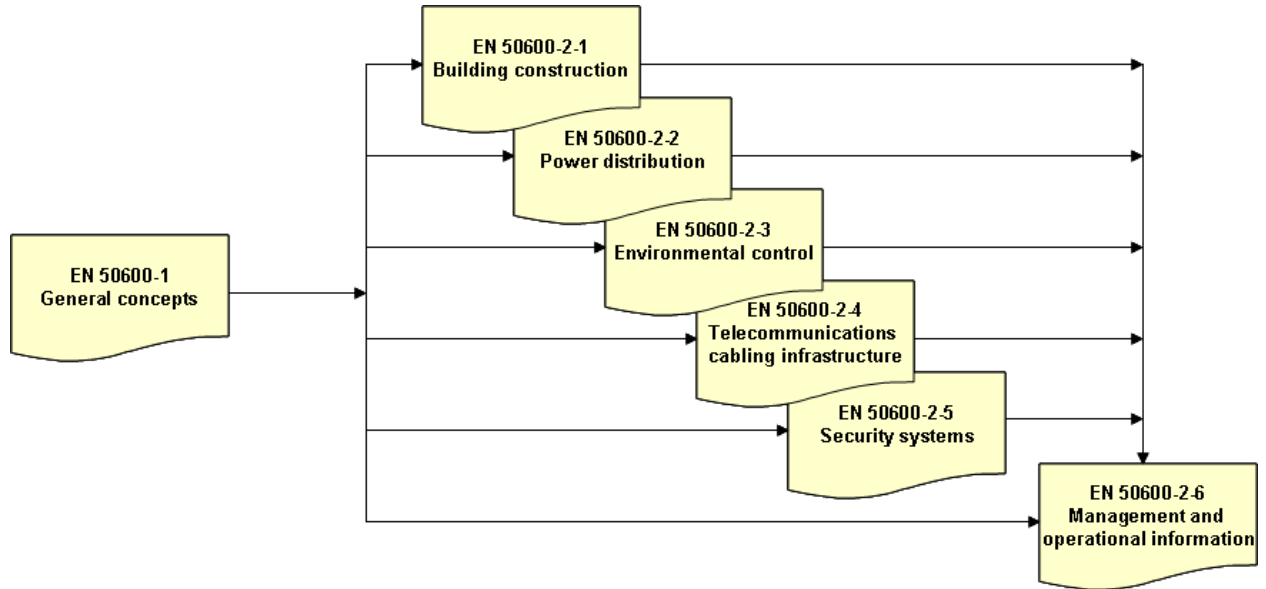 EN 50600-2-1
Building construction
EN 50600-2-2
Power distribution
EN 50600-2-3
Environmental control
EN 50600-1
General concepts
EN 50600-2-4
Telecommunications
cabling infrastructure
EN 50600-2-5
Security systems
EN 50600-2-6
Management and
operational information